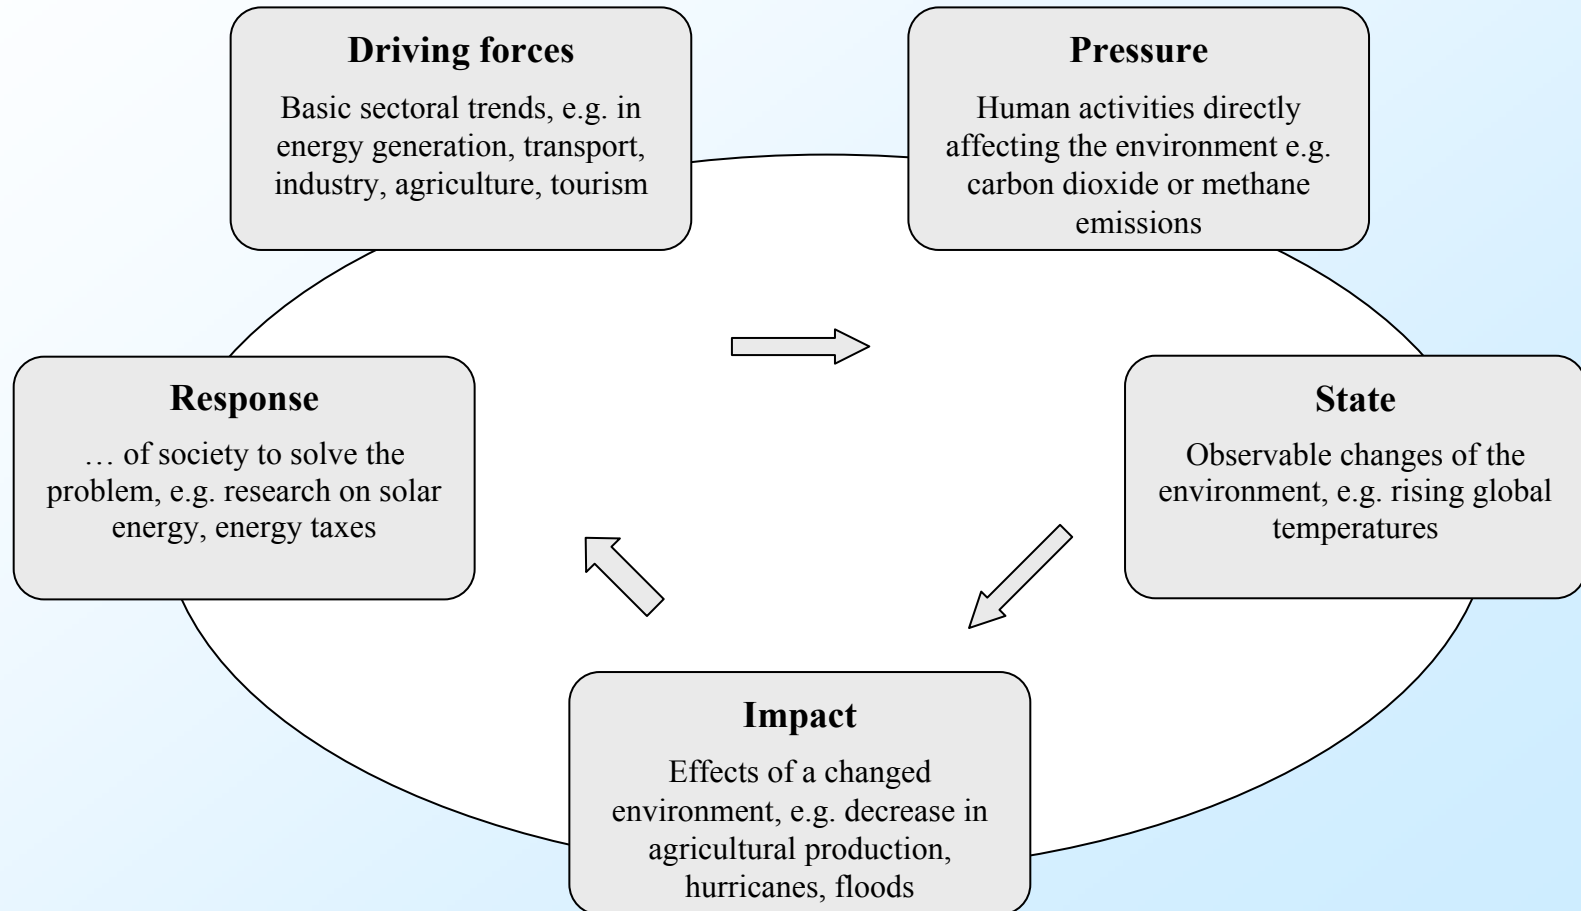 Driving forces
Basic sectoral trends, e.g. in
energy generation, transport,
industry, agriculture, tourism
Pressure
Human activities directly
affecting the environment e.g.
carbon dioxide or methane
emissions
Response
… of society to solve the
problem, e.g. research on solar
energy, energy taxes
State
Observable changes of the
environment, e.g. rising global
temperatures
Impact
Effects of a changed
environment, e.g. decrease in
agricultural production,
hurricanes, floods